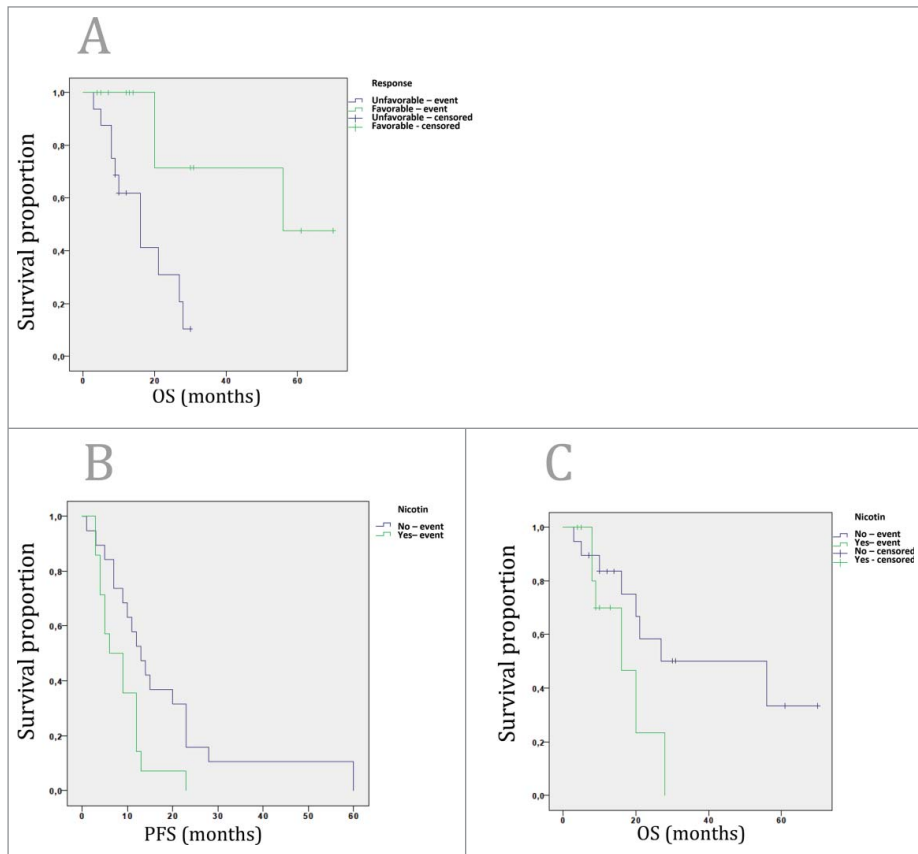 A
Response
Unfavorable – event
Favorable – event
Unfavorable – censored
Favorable - censored
1,0
0,8
0,6
0,4
0,2
0,0
Survival proportion
0 20 40 60
OS (months)
B
Nicotin
No – event
Yes– event
1,0
0,8
0,6
0,4
0,2
0,0
Survival proportion
0 10 20 30 40 50 60
PFS (months)
C
Nicotin
No – event
Yes– event
No – censored
Yes - censored
1,0
0,8
0,6
0,4
0,2
0,0
Survival proportion
0 20 40 60
OS (months)